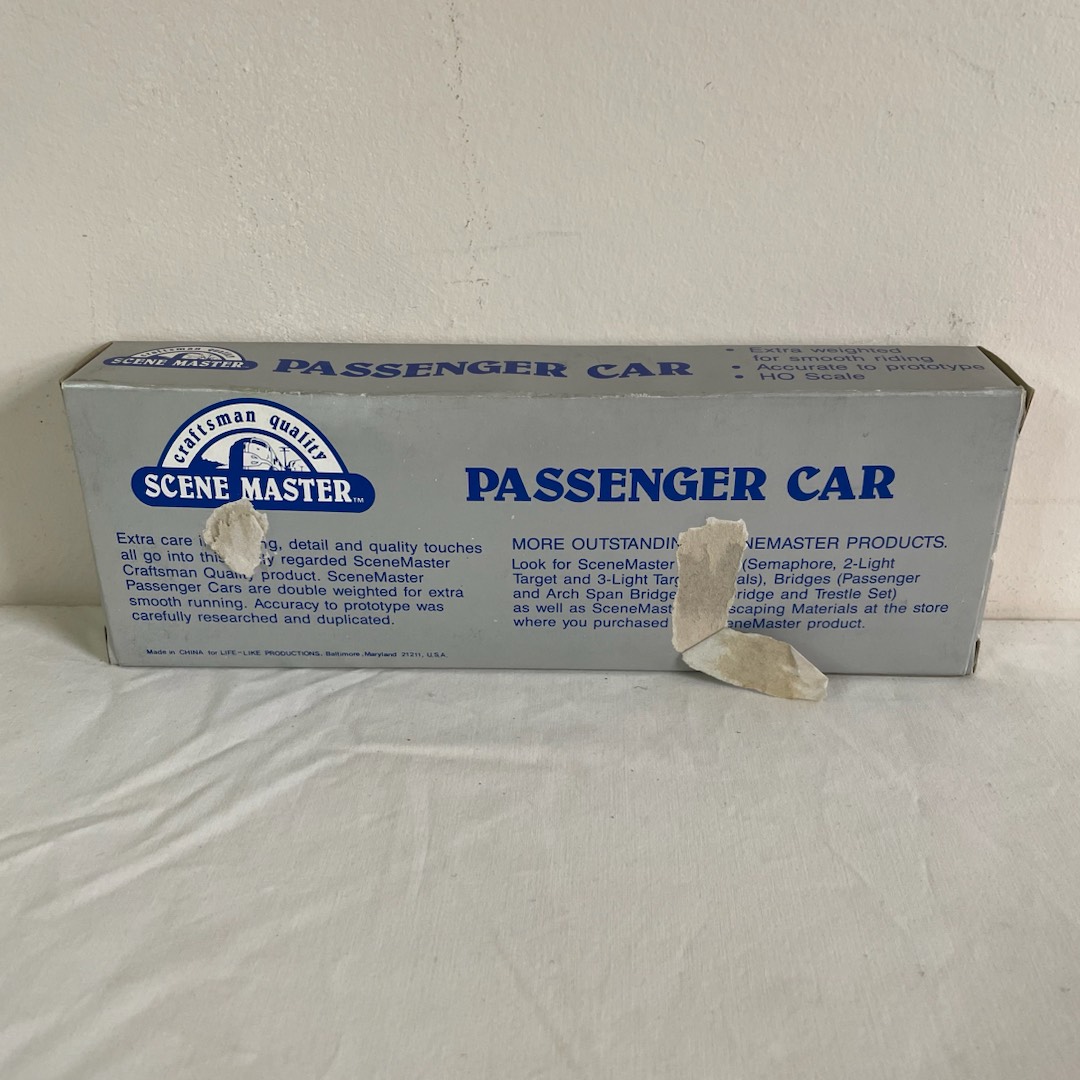 craftsman quality
SCENE MASTER
PASSENGER CAR
• Extra weighted
for smooth riding
• Accurate to prototype
• HO Scale
craftsman quality
SCENE MASTER™
PASSENGER CAR
Extra care detail and quality touches
all go into this regarded SceneMaster
Craftsman Quality product. SceneMaster
Passenger Cars are double weighted for extra
smooth running. Accuracy to prototype was
carefully researched and duplicated.
Made in CHINA for LIFE-LIKE PRODUCTIONS. Baltimore, Maryland 21211, U.S.A.
MORE PRODUCTS.
Look for SceneMaster (Semaphore, 2-Light
Target and 3-Light Bridges (Passenger
and Arch Span and Trestle Set)
as well as Materials at the store
where you purchased product.